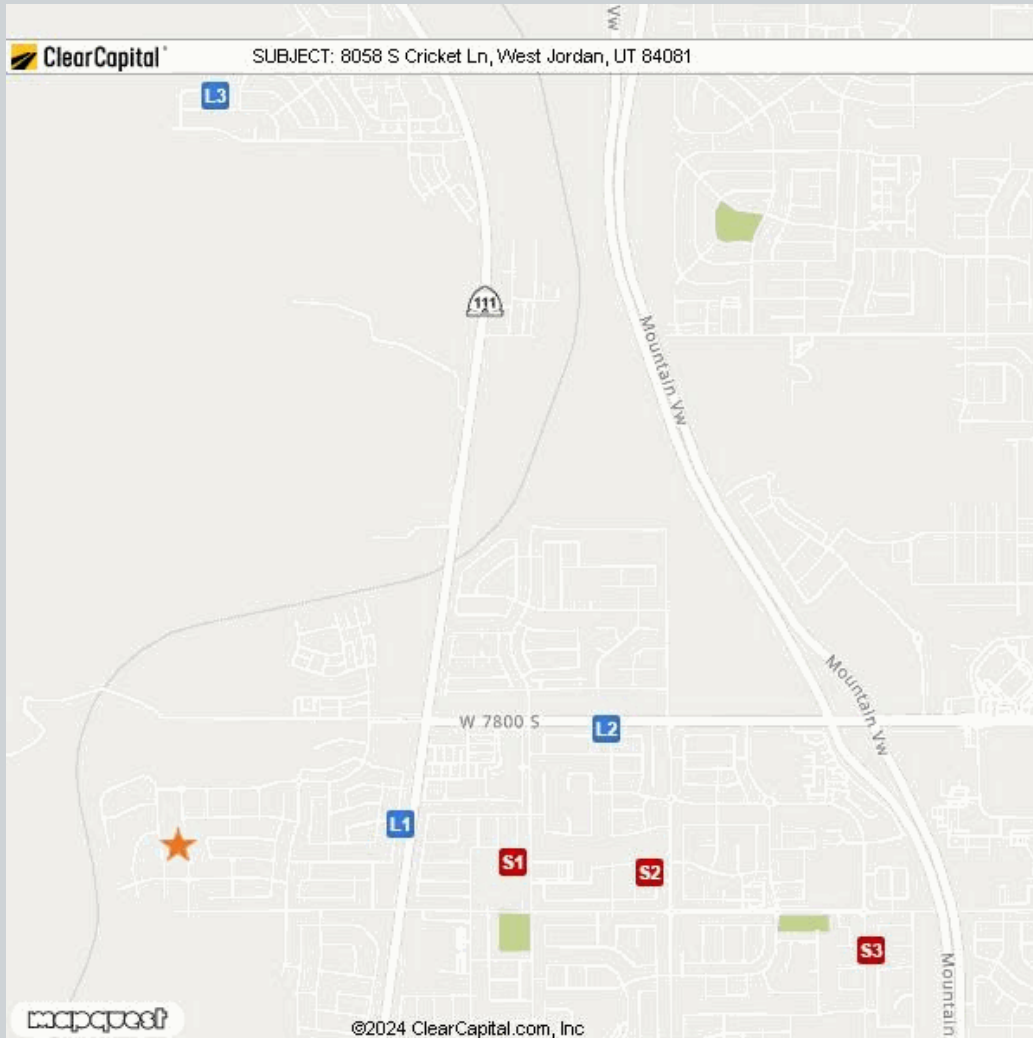 Vw
ClearCapital
SUBJECT: 8058 S Cricket Ln, West Jordan, UT 84081
L3
111
Mountain Vw
Mountain Vw
W 7800 S
L2
L1
S1
S2
S3
Mountain
mapquest
©2024 ClearCapital.com, Inc